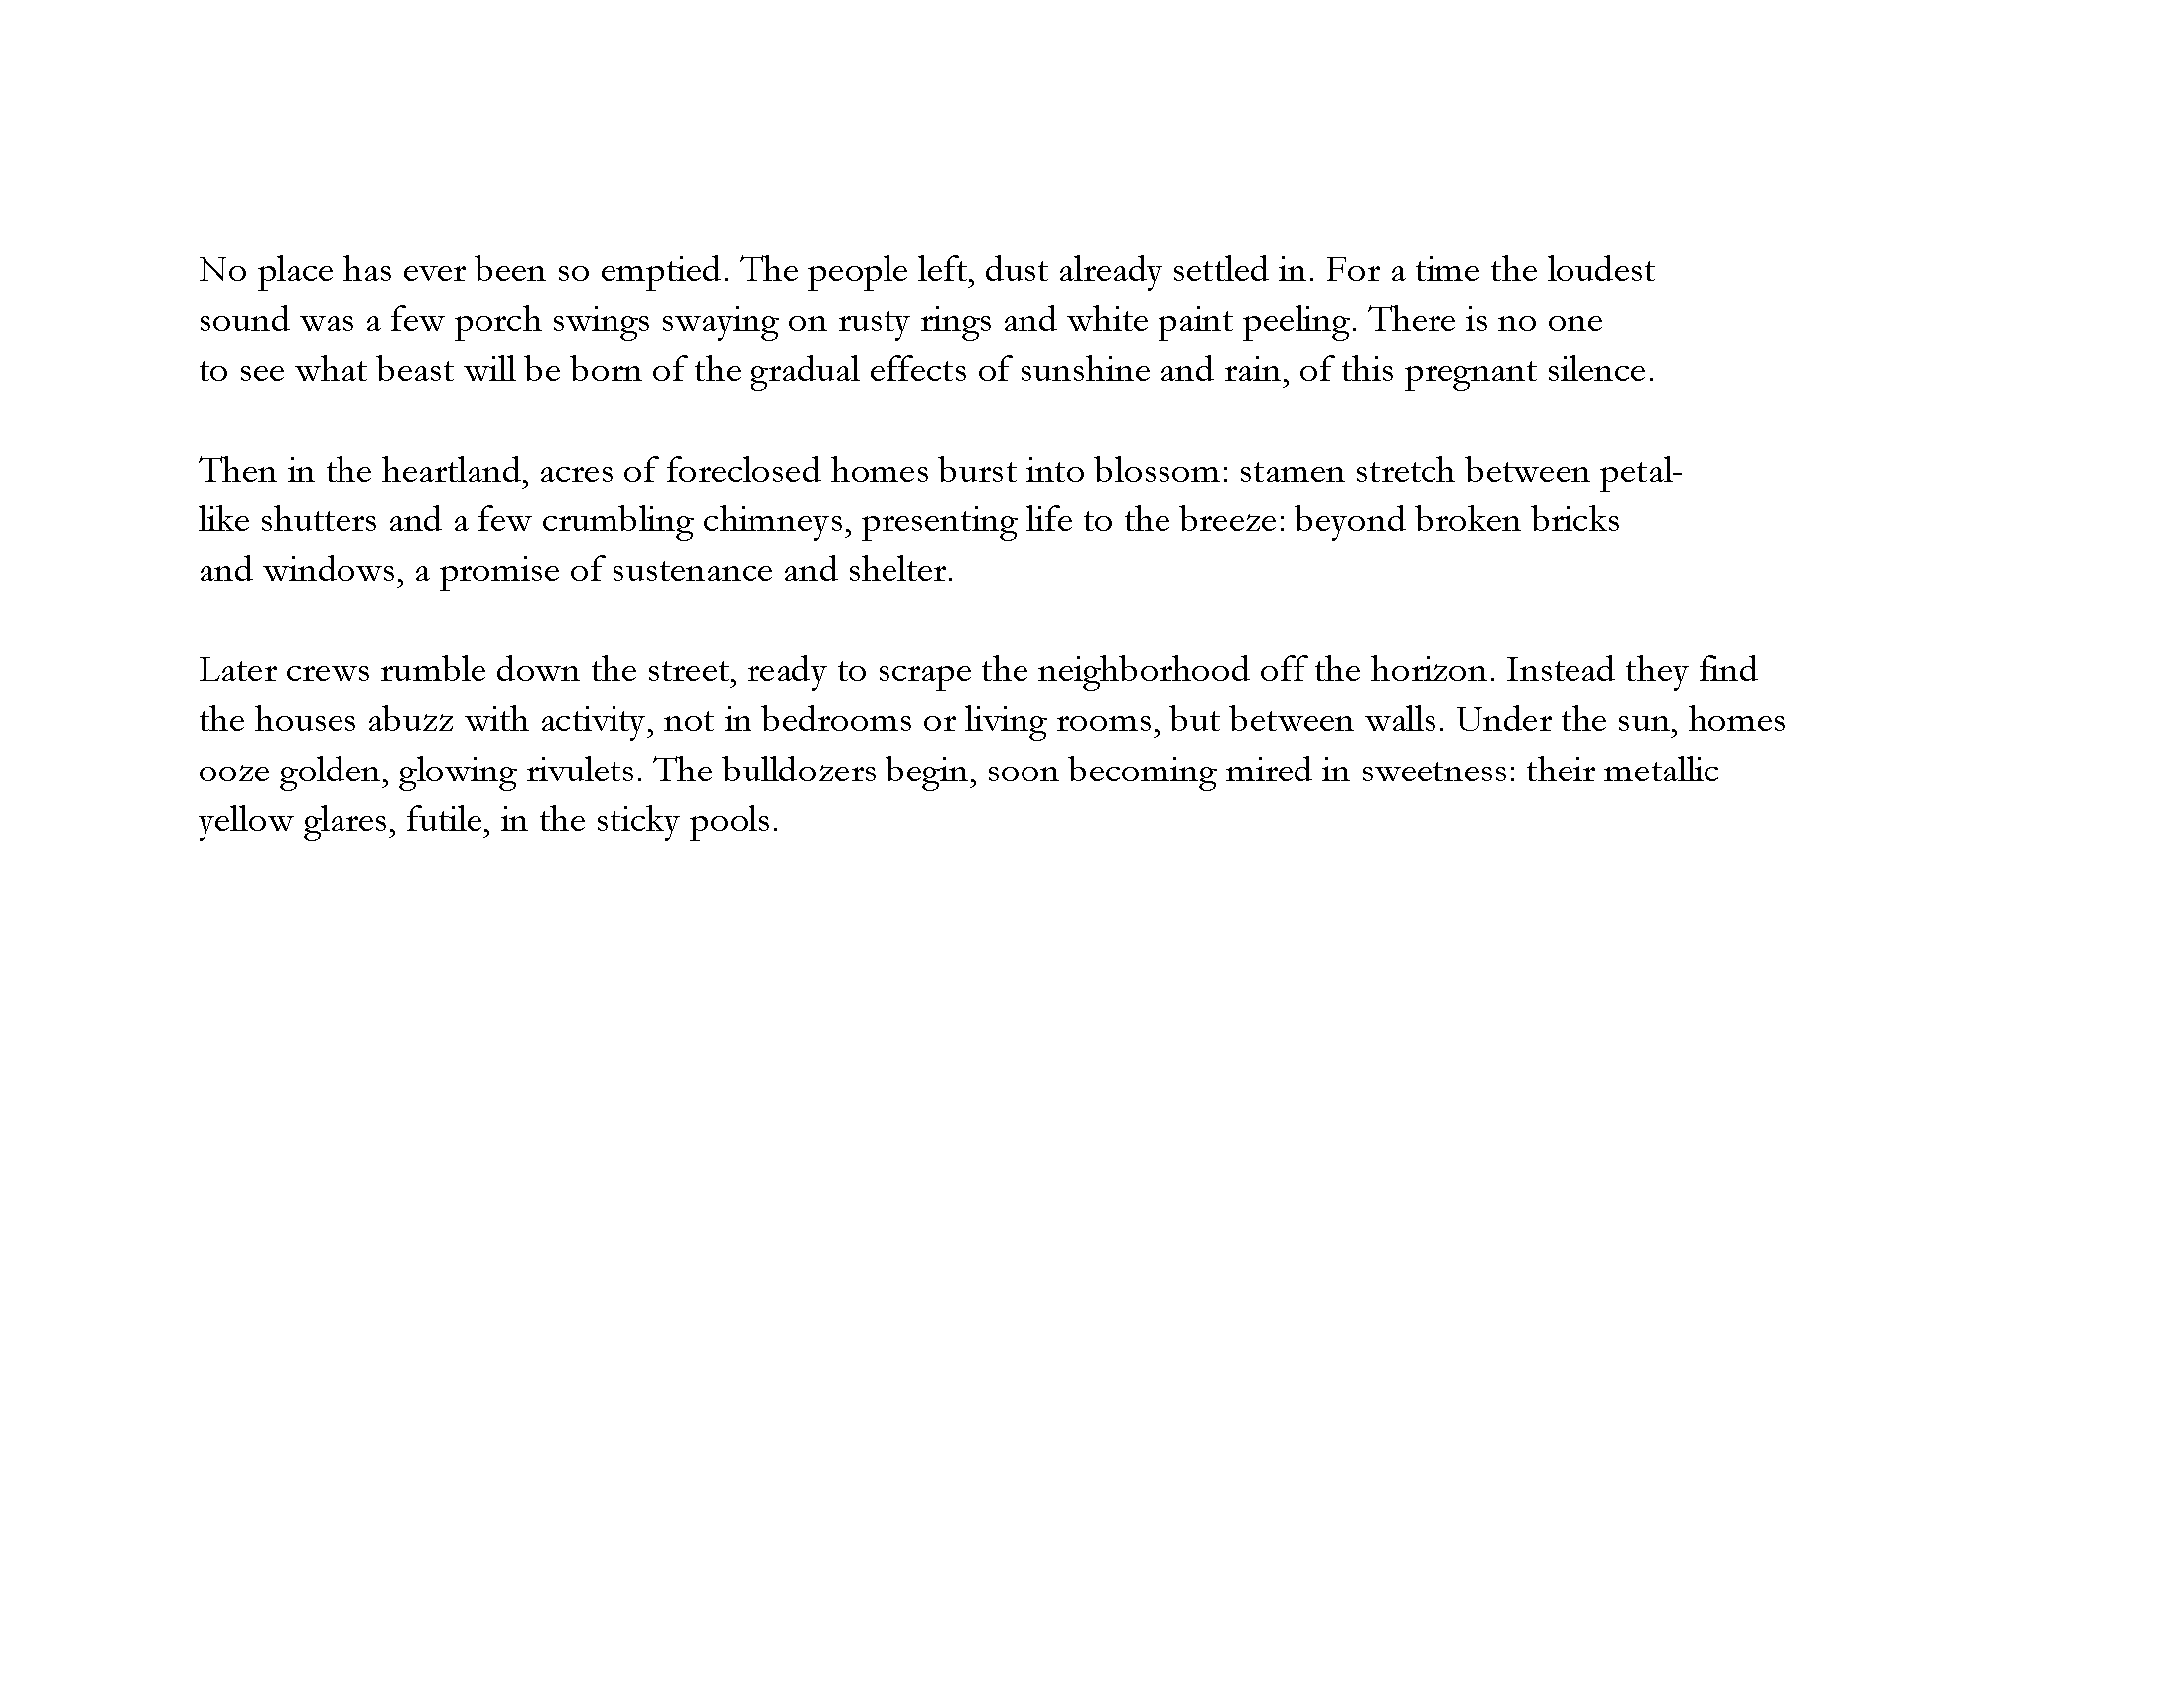 No place has ever been so emptied. The people left, dust already settled in. For a time the loudest
sound was a few porch swings swaying on rusty rings and white paint peeling. There is no one
to see what beast will be born of the gradual effects of sunshine and rain, of this pregnant silence.
Then in the heartland, acres of foreclosed homes burst into blossom: stamen stretch between petal-
like shutters and a few crumbling chimneys, presenting life to the breeze: beyond broken bricks
and windows, a promise of sustenance and shelter.
Later crews rumble down the street, ready to scrape the neighborhood off the horizon. Instead they find
the houses abuzz with activity, not in bedrooms or living rooms, but between walls. Under the sun, homes
ooze golden, glowing rivulets. The bulldozers begin, soon becoming mired in sweetness: their metallic
yellow glares, futile, in the sticky pools.